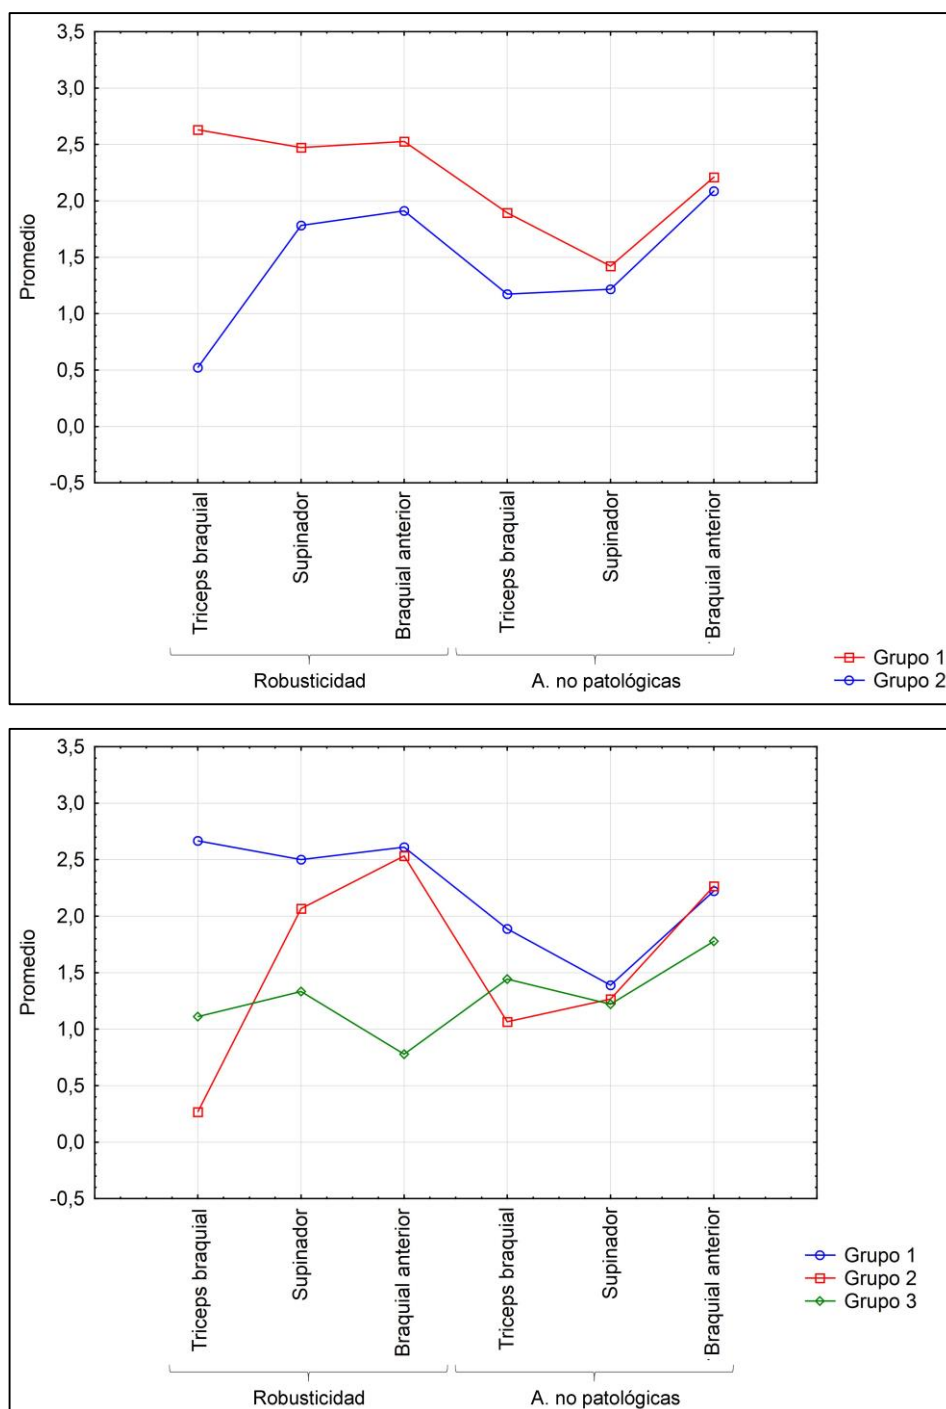 3,5
3,0
2,5
2,0
1,5
1,0
0,5
0,0
-0,5
Promedio
Triceps braquial
Supinador
Braquial anterior
Triceps braquial
Supinador
Braquial anterior
Robusticidad
A. no patológicas
Grupo 1
Grupo 2
3,5
3,0
2,5
2,0
1,5
1,0
0,5
0,0
-0,5
Promedio
Triceps braquial
Supinador
Braquial anterior
Triceps braquial
Supinador
Braquial anterior
Robusticidad
A. no patológicas
Grupo 1
Grupo 2
Grupo 3